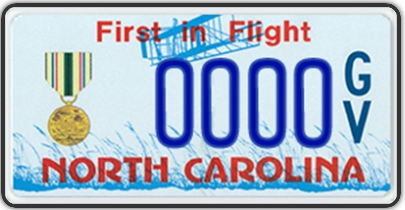 First in Flight
0000 GV
NORTH CAROLINA